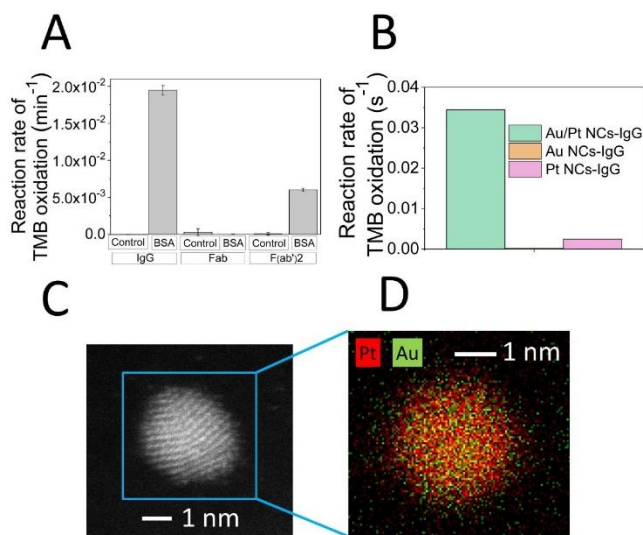 A
B
Reaction rate of
TMB oxidation (min⁻¹)
2.0x10⁻²
1.5x10⁻²
1.0x10⁻²
5.0x10⁻³
0.0
Control BSA Control BSA Control BSA
IgG Fab F(ab')2
Reaction rate of
TMB oxidation (s⁻¹)
0.04
0.03
0.02
0.01
0.00
Au/Pt NCs-IgG
Au NCs-IgG
Pt NCs-IgG
C
D
1 nm
Pt Au 1 nm